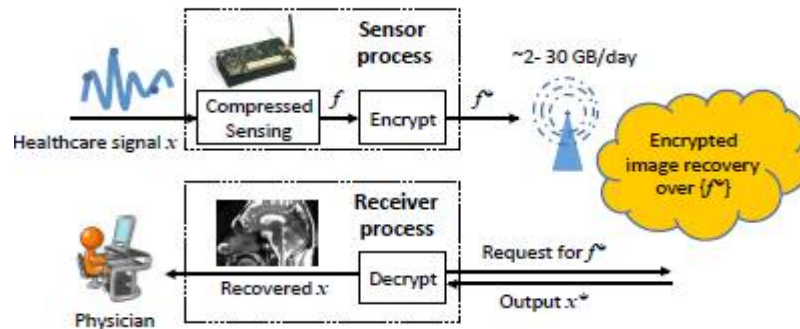 Sensor
process
~2- 30 GB/day
Compressed
Sensing
f
Encrypt
f*
Healthcare signal x
Encrypted
image recovery
over {f*}
Receiver
process
Request for f*
Decrypt
Recovered x
Output x*
Physician